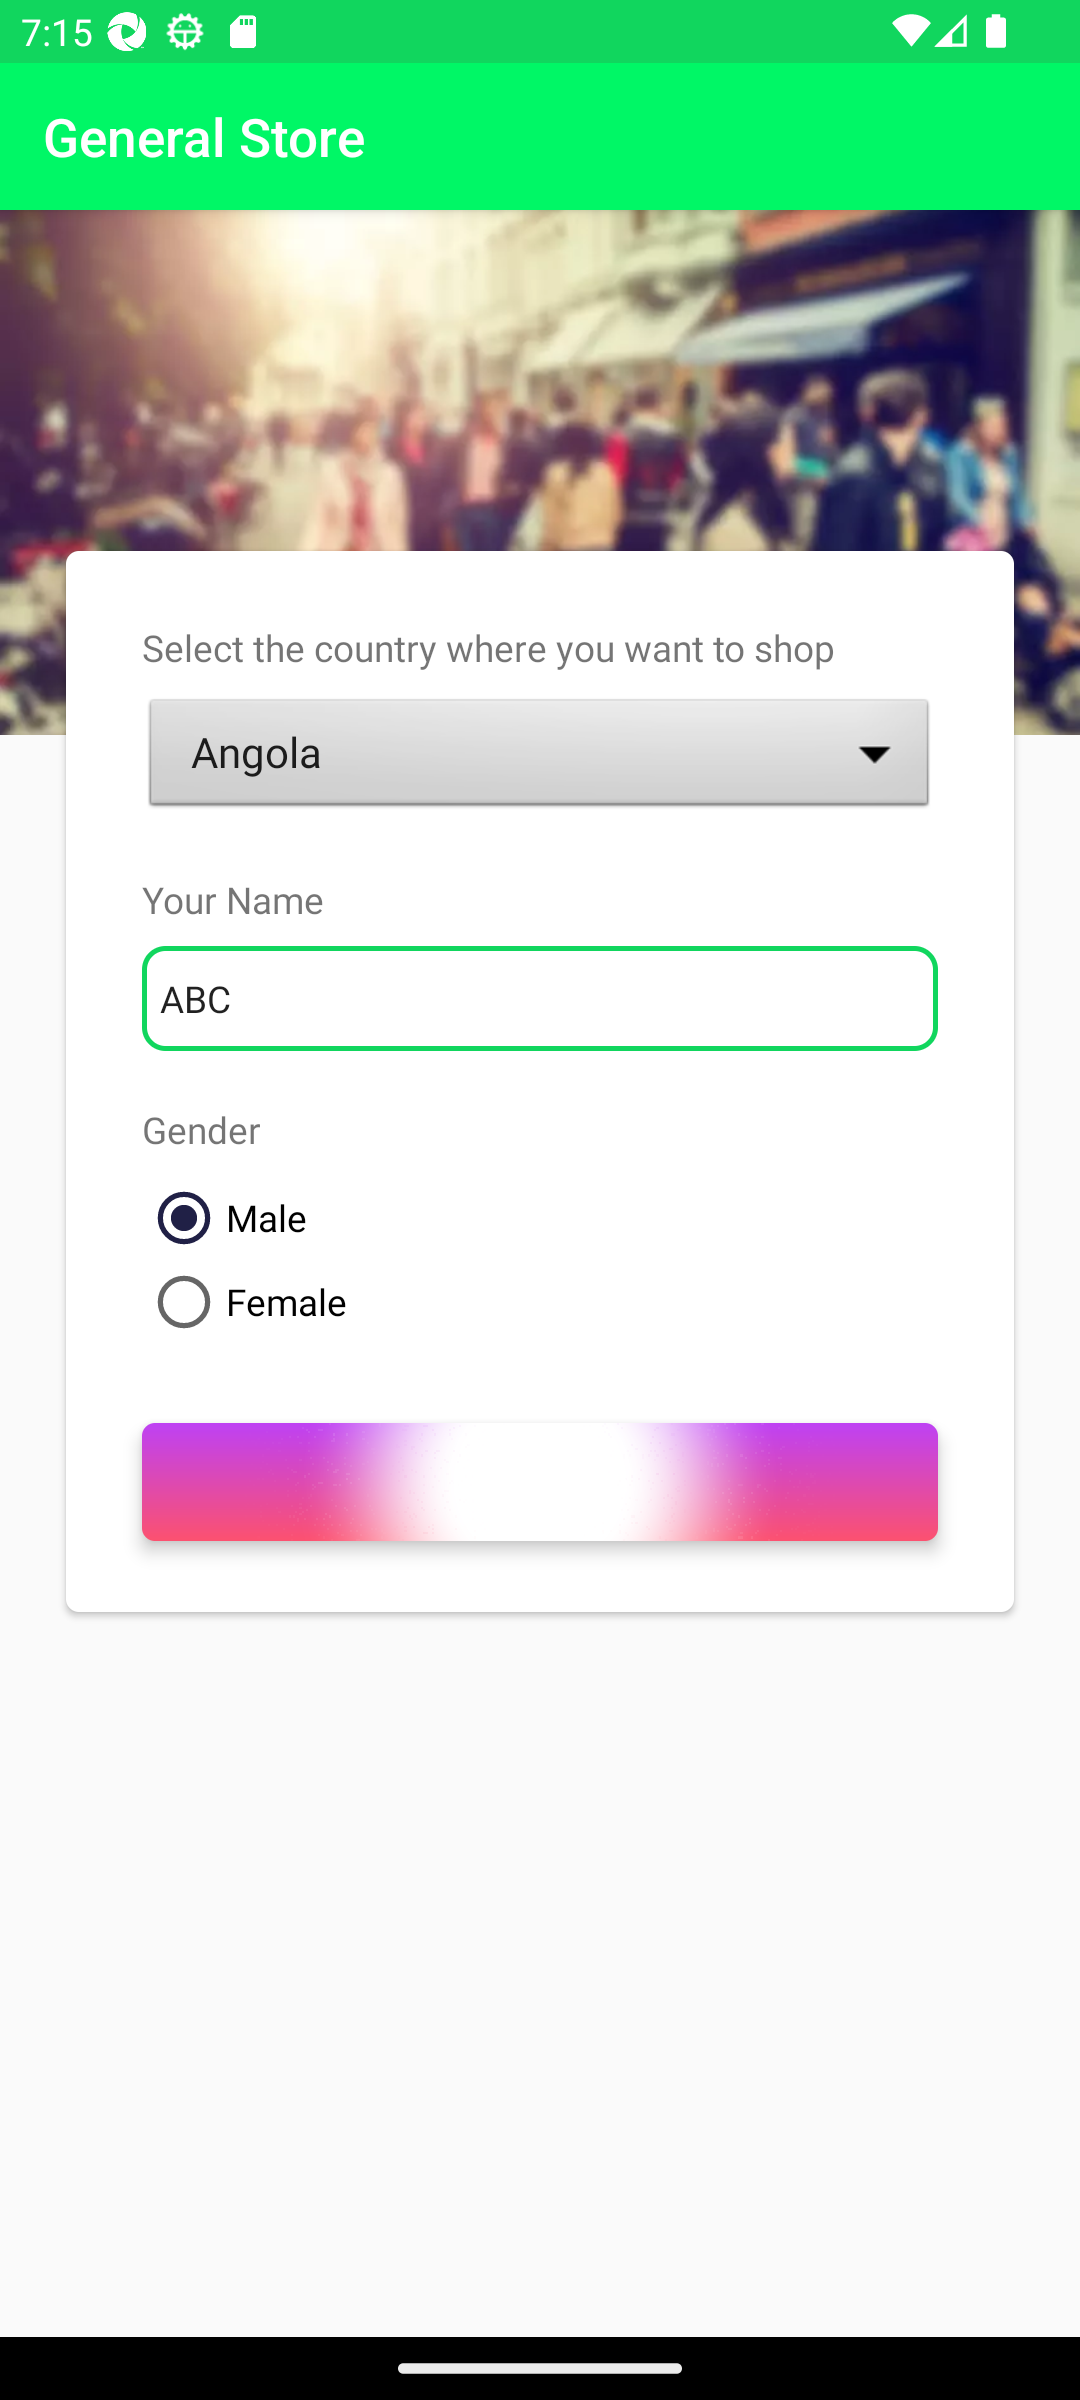 7:15
General Store
Select the country where you want to shop
Angola
Your Name
ABC
Gender
Male
Female